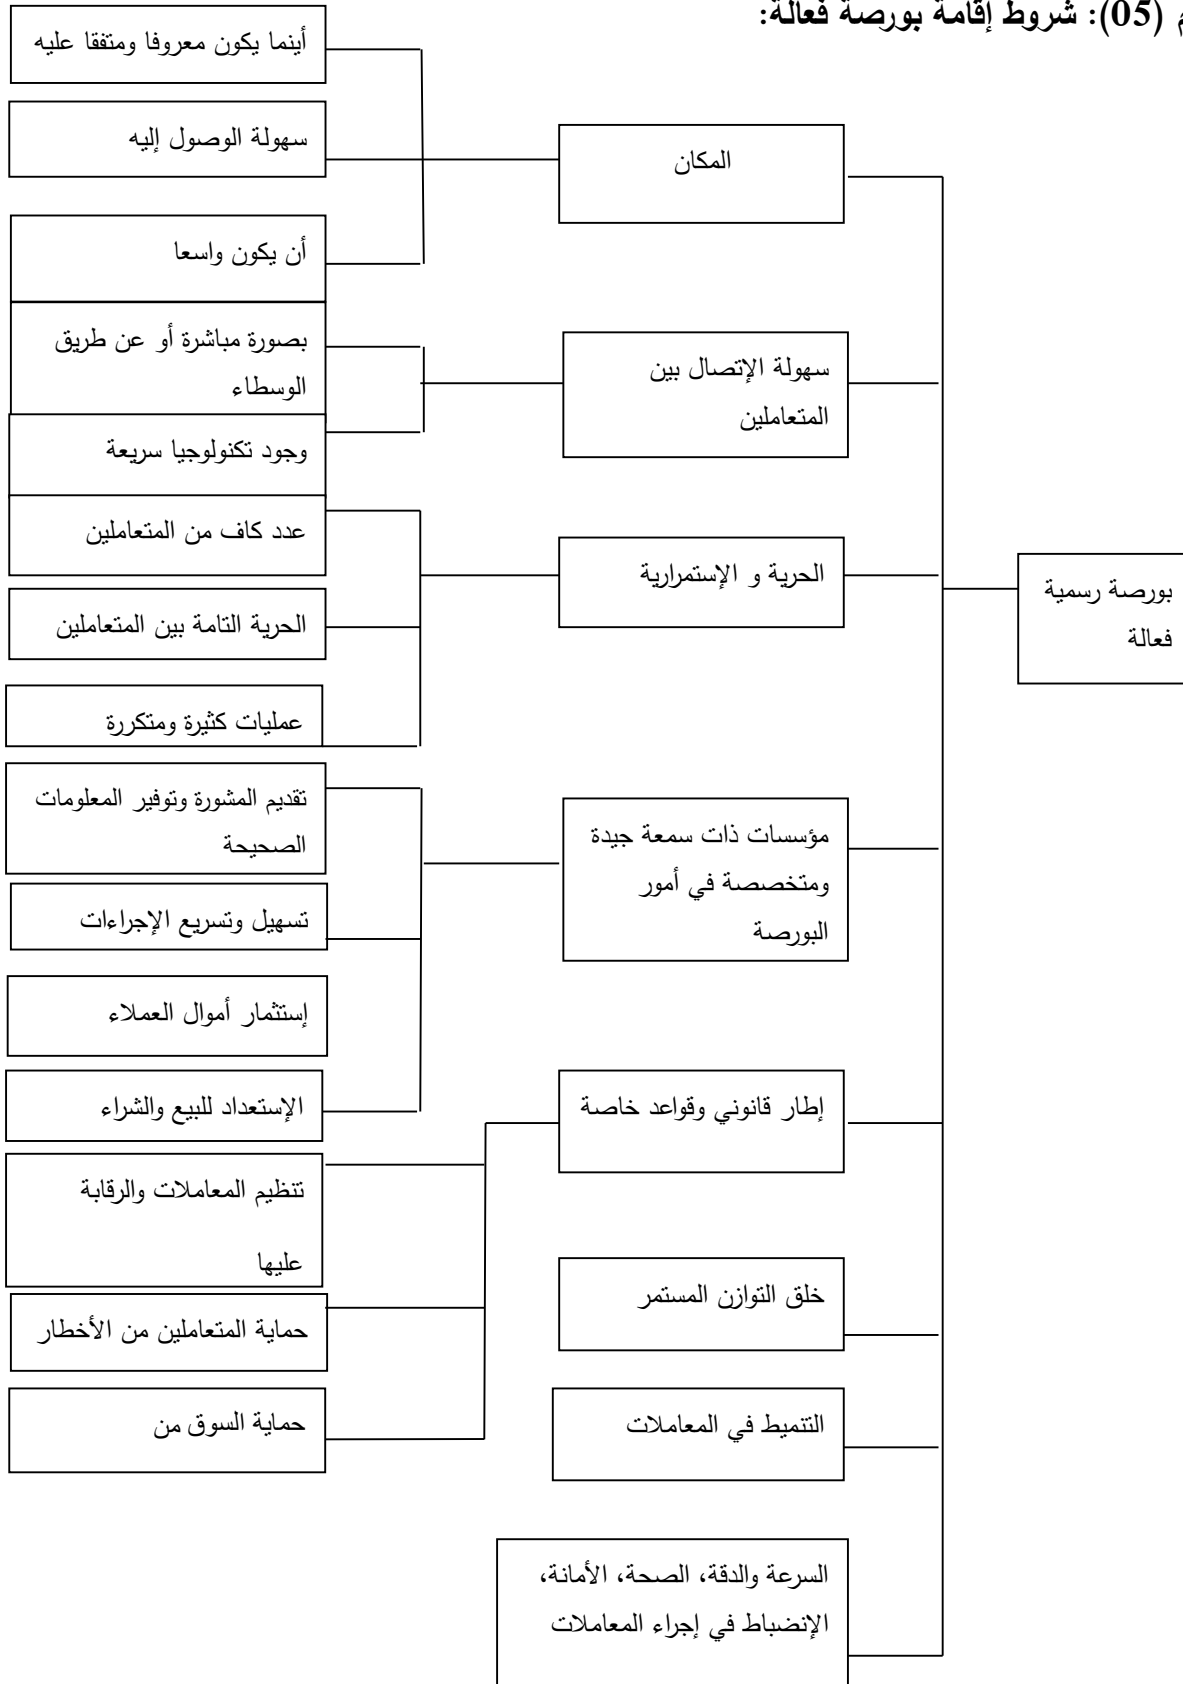 م (05): شروط إقامة بورصة فعالة:
بورصة رسمية
فعالة
المكان
أينما يكون معروفا ومتفقا عليه
سهولة الوصول إليه
أن يكون واسعا
سهولة الإتصال بين
المتعاملين
بصورة مباشرة أو عن طريق
الوسطاء
وجود تكنولوجيا سريعة
الحرية و الإستمرارية
عدد كاف من المتعاملين
الحرية التامة بين المتعاملين
عمليات كثيرة ومتكررة
مؤسسات ذات سمعة جيدة
ومتخصصة في أمور
البورصة
تقديم المشورة وتوفير المعلومات
الصحيحة
تسهيل وتسريع الإجراءات
إستثمار أموال العملاء
الإستعداد للبيع والشراء
إطار قانوني وقواعد خاصة
تنظيم المعاملات والرقابة
عليها
حماية المتعاملين من الأخطار
حماية السوق من
خلق التوازن المستمر
التنميط في المعاملات
السرعة والدقة، الصحة، الأمانة،
الإنضباط في إجراء المعاملات